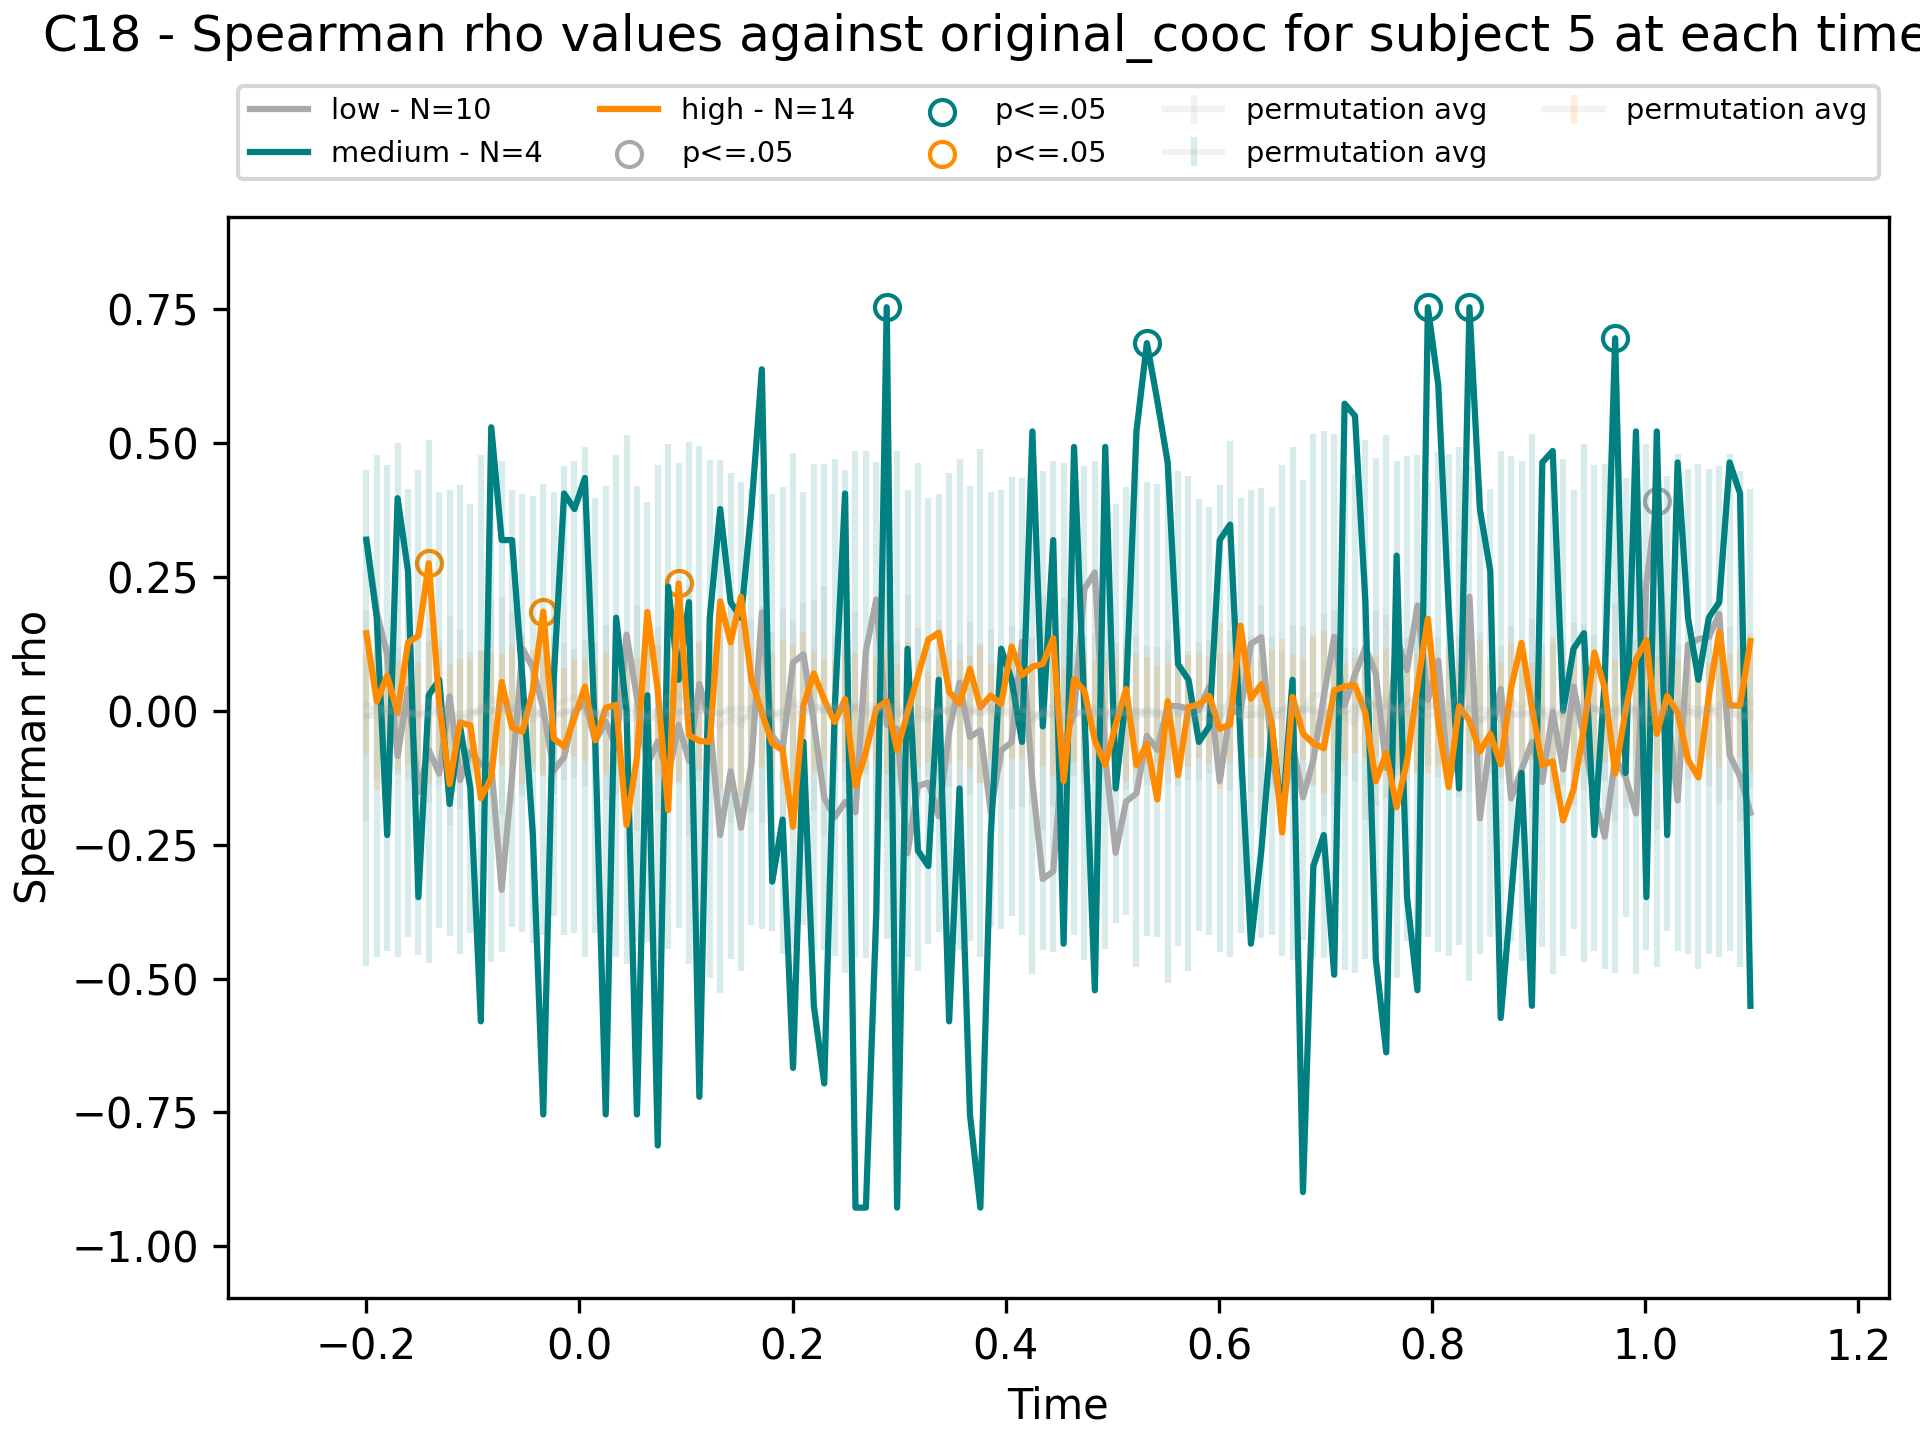 C18 - Spearman rho values against original_cooc for subject 5 at each time
low - N=10
medium - N=4
high - N=14
p<=.05
p<=.05
p<=.05
permutation avg
permutation avg
permutation avg
0.75
0.50
0.25
0.00
−0.25
−0.50
−0.75
−1.00
Spearman rho
−0.2 0.0 0.2 0.4 0.6 0.8 1.0 1.2
Time